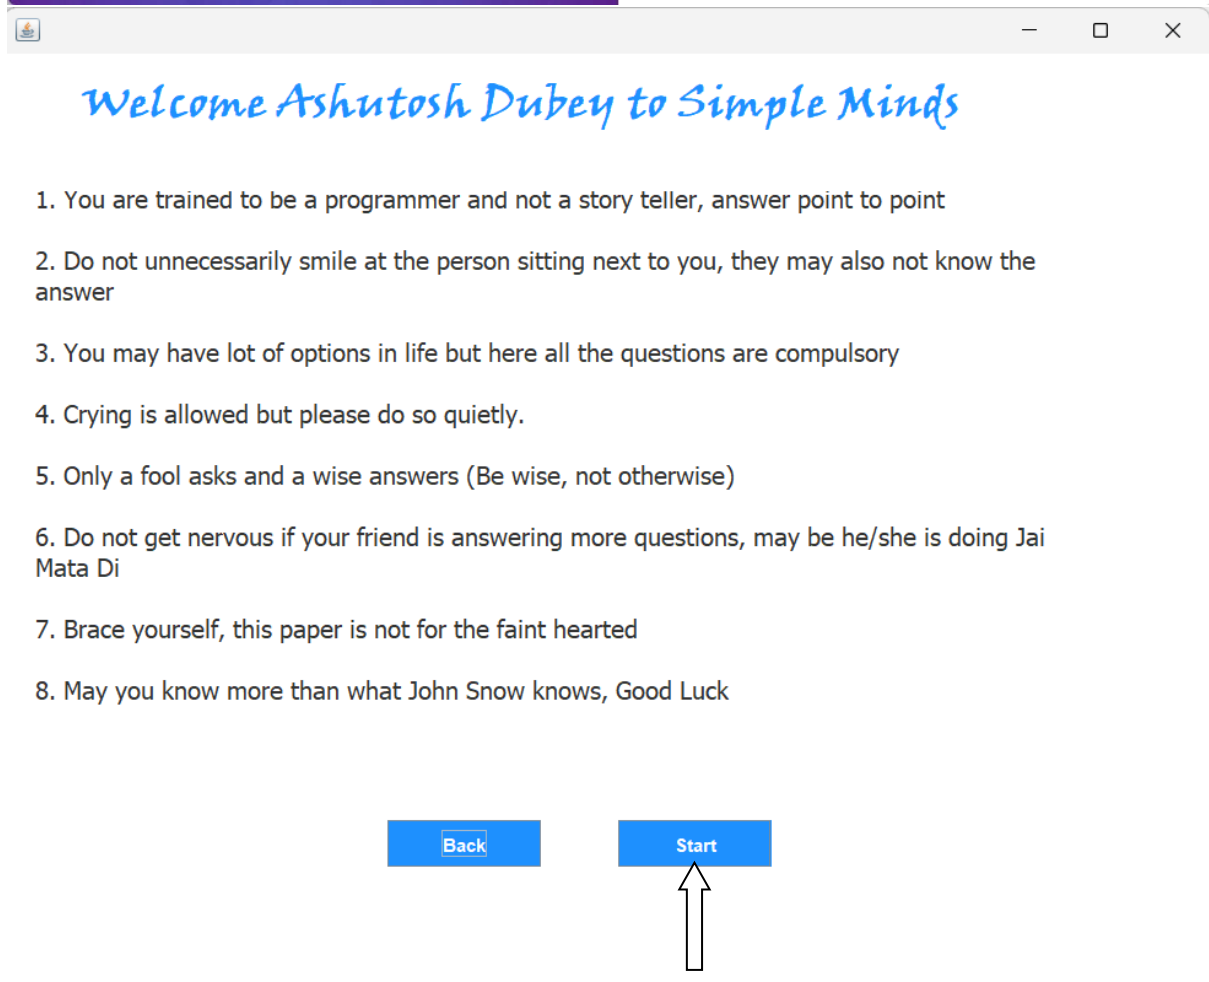 Welcome Ashutosh Dubey to Simple Minds
1. You are trained to be a programmer and not a story teller, answer point to point
2. Do not unnecessarily smile at the person sitting next to you, they may also not know the
answer
3. You may have lot of options in life but here all the questions are compulsory
4. Crying is allowed but please do so quietly.
5. Only a fool asks and a wise answers (Be wise, not otherwise)
6. Do not get nervous if your friend is answering more questions, may be he/she is doing Jai
Mata Di
7. Brace yourself, this paper is not for the faint hearted
8. May you know more than what John Snow knows, Good Luck
Back Start